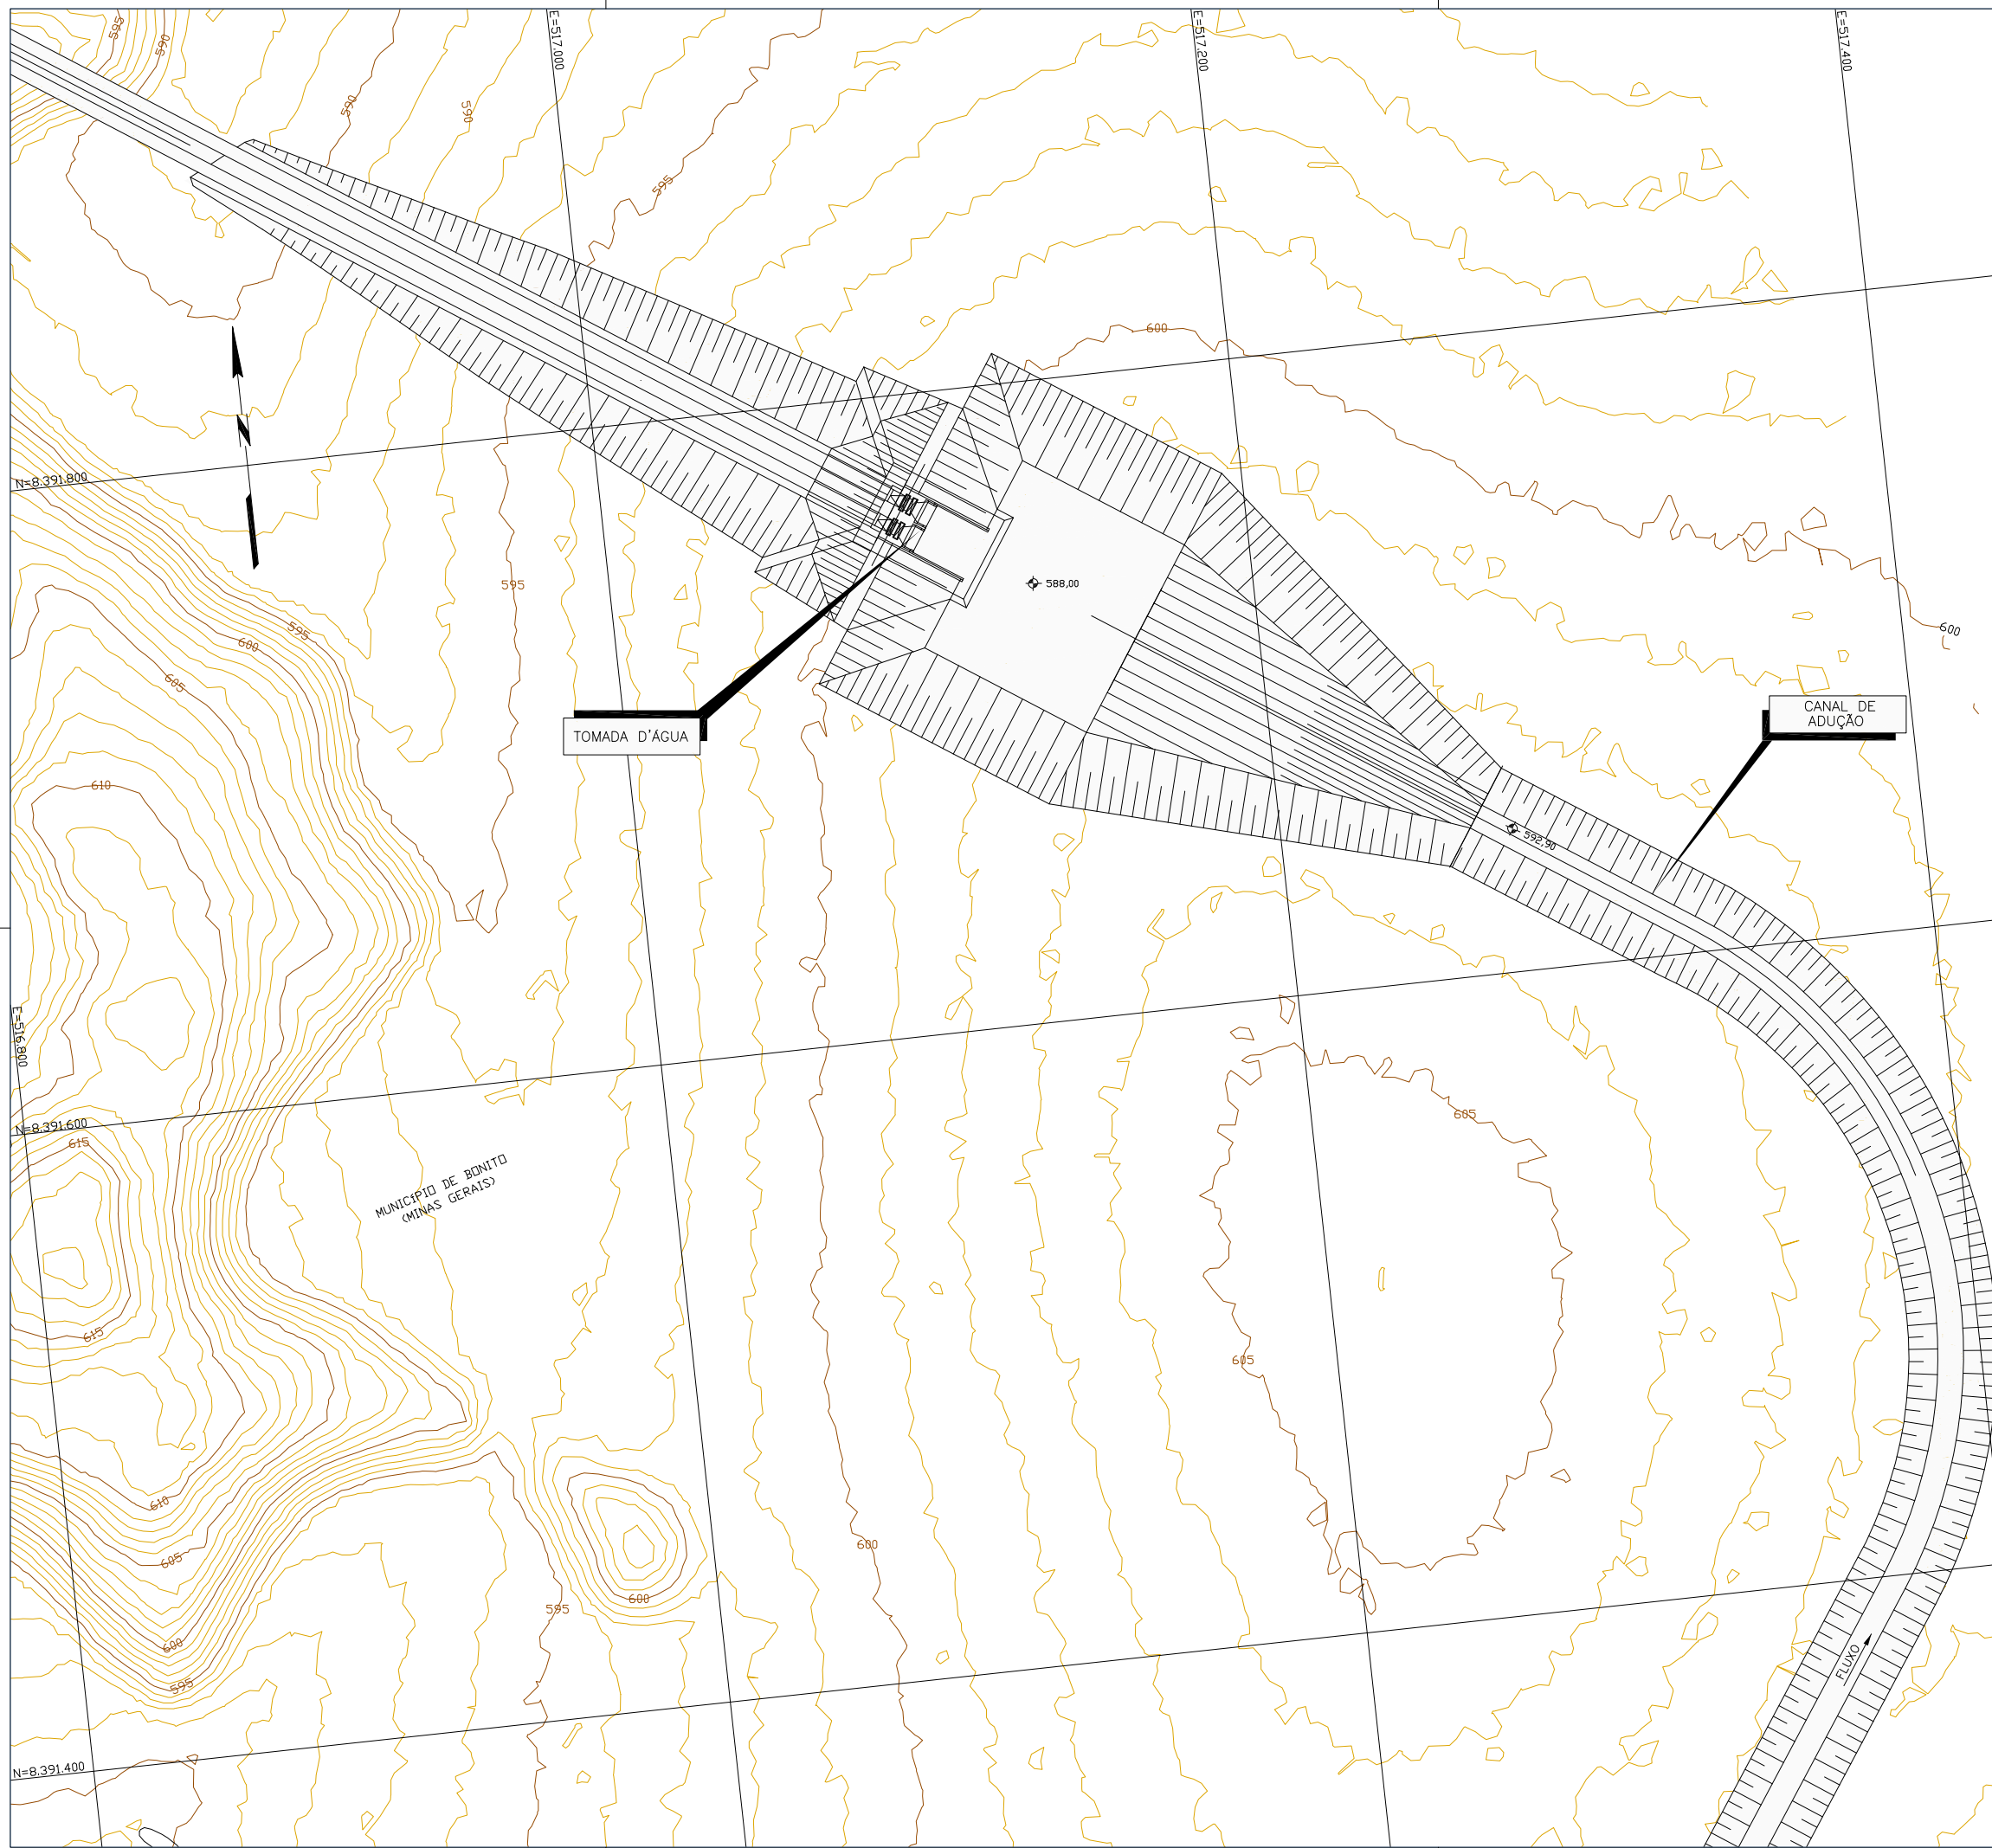 595
590
E=517.000
E=517.200
E=517.400
590
590
595
600
N=8.391.800
595
588,00
595
600
600
605
CANAL DE
ADUÇÃO
TOMADA D'ÁGUA
610
592,90
E=516.800
605
N=8.391.600
615
MUNICÍPIO DE BONITO
(MINAS GERAIS)
615
605
610
600
605
600
595
600
FLUXO
595
N=8.391.400